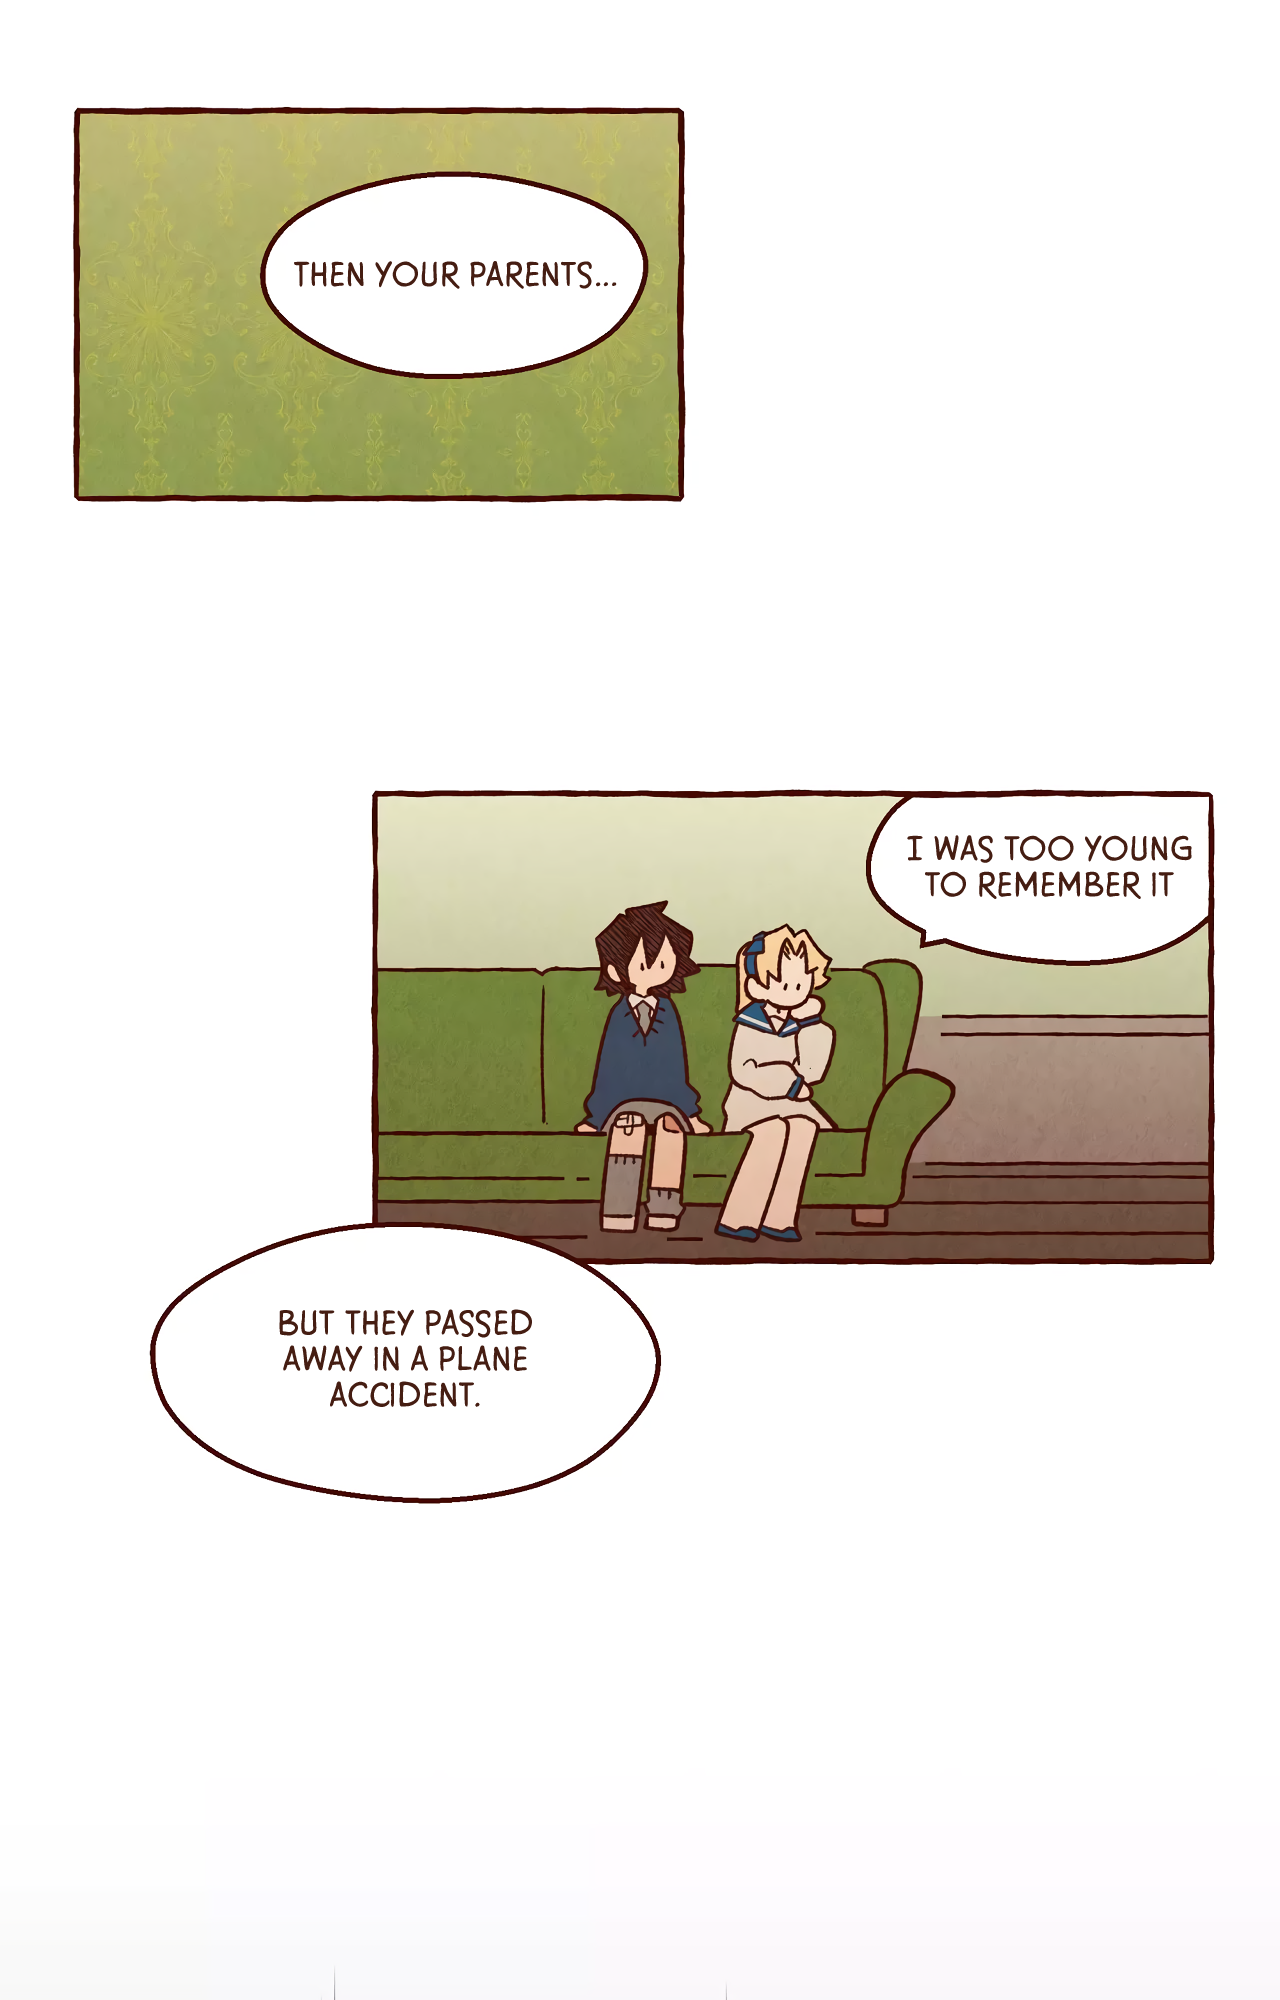 THEN YOUR PARENTS...
I WAS TOO YOUNG
TO REMEMBER IT
BUT THEY PASSED
AWAY IN A PLANE
ACCIDENT.